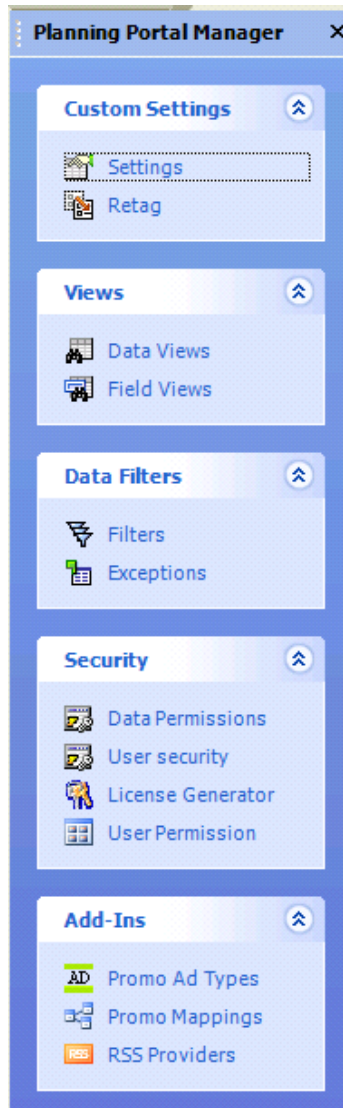 Planning Portal Manager
Custom Settings
Settings
Retag
Views
Data Views
Field Views
Data Filters
Filters
Exceptions
Security
Data Permissions
User security
License Generator
User Permission
Add-Ins
AD Promo Ad Types
Promo Mappings
RSS RSS Providers